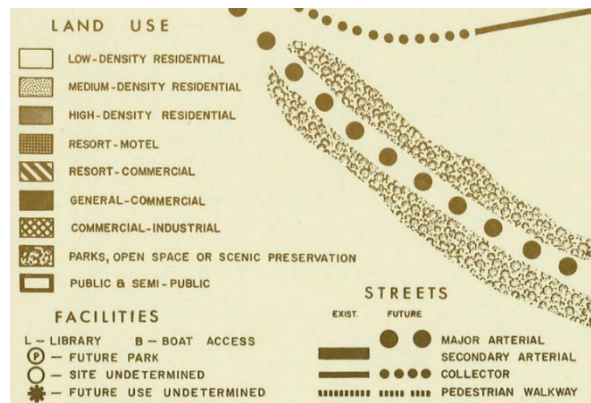 LAND USE
LOW-DENSITY RESIDENTIAL
MEDIUM-DENSITY RESIDENTIAL
HIGH-DENSITY RESIDENTIAL
RESORT-MOTEL
RESORT-COMMERCIAL
GENERAL-COMMERCIAL
COMMERCIAL-INDUSTRIAL
PARKS, OPEN SPACE OR SCENIC PRESERVATION
PUBLIC & SEMI-PUBLIC
FACILITIES
L - LIBRARY B - BOAT ACCESS
P - FUTURE PARK
- SITE UNDETERMINED
- FUTURE USE UNDETERMINED
STREETS
EXIST. FUTURE
MAJOR ARTERIAL
SECONDARY ARTERIAL
COLLECTOR
PEDESTRIAN WALKWAY